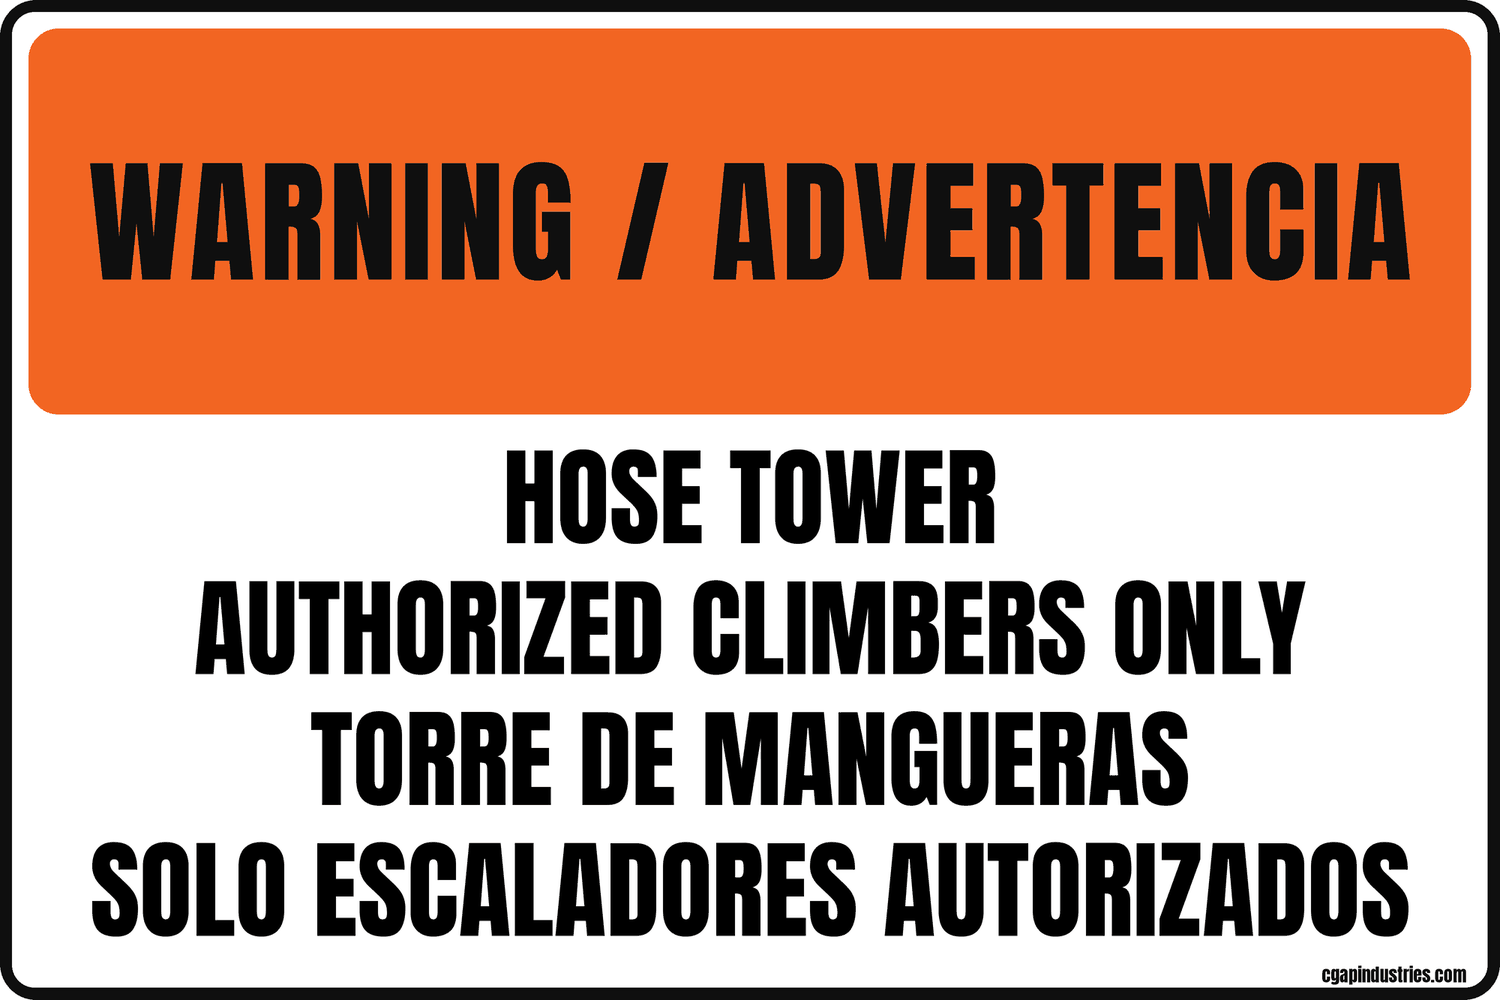 WARNING / ADVERTENCIA
HOSE TOWER
AUTHORIZED CLIMBERS ONLY
TORRE DE MANGUERAS
SOLO ESCALADORES AUTORIZADOS
cgapindustries.com